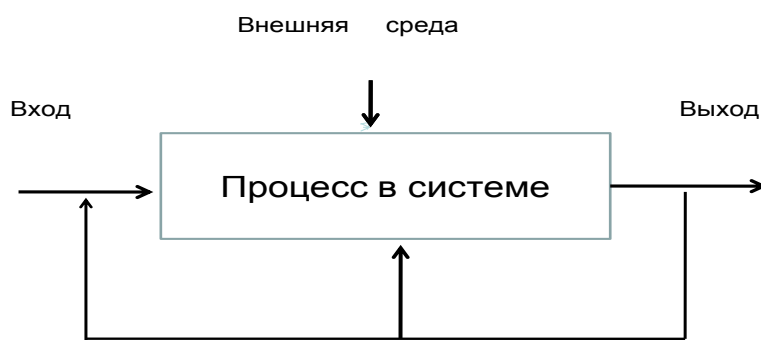 Внешняя среда
Вход
Выход
Процесс в системе